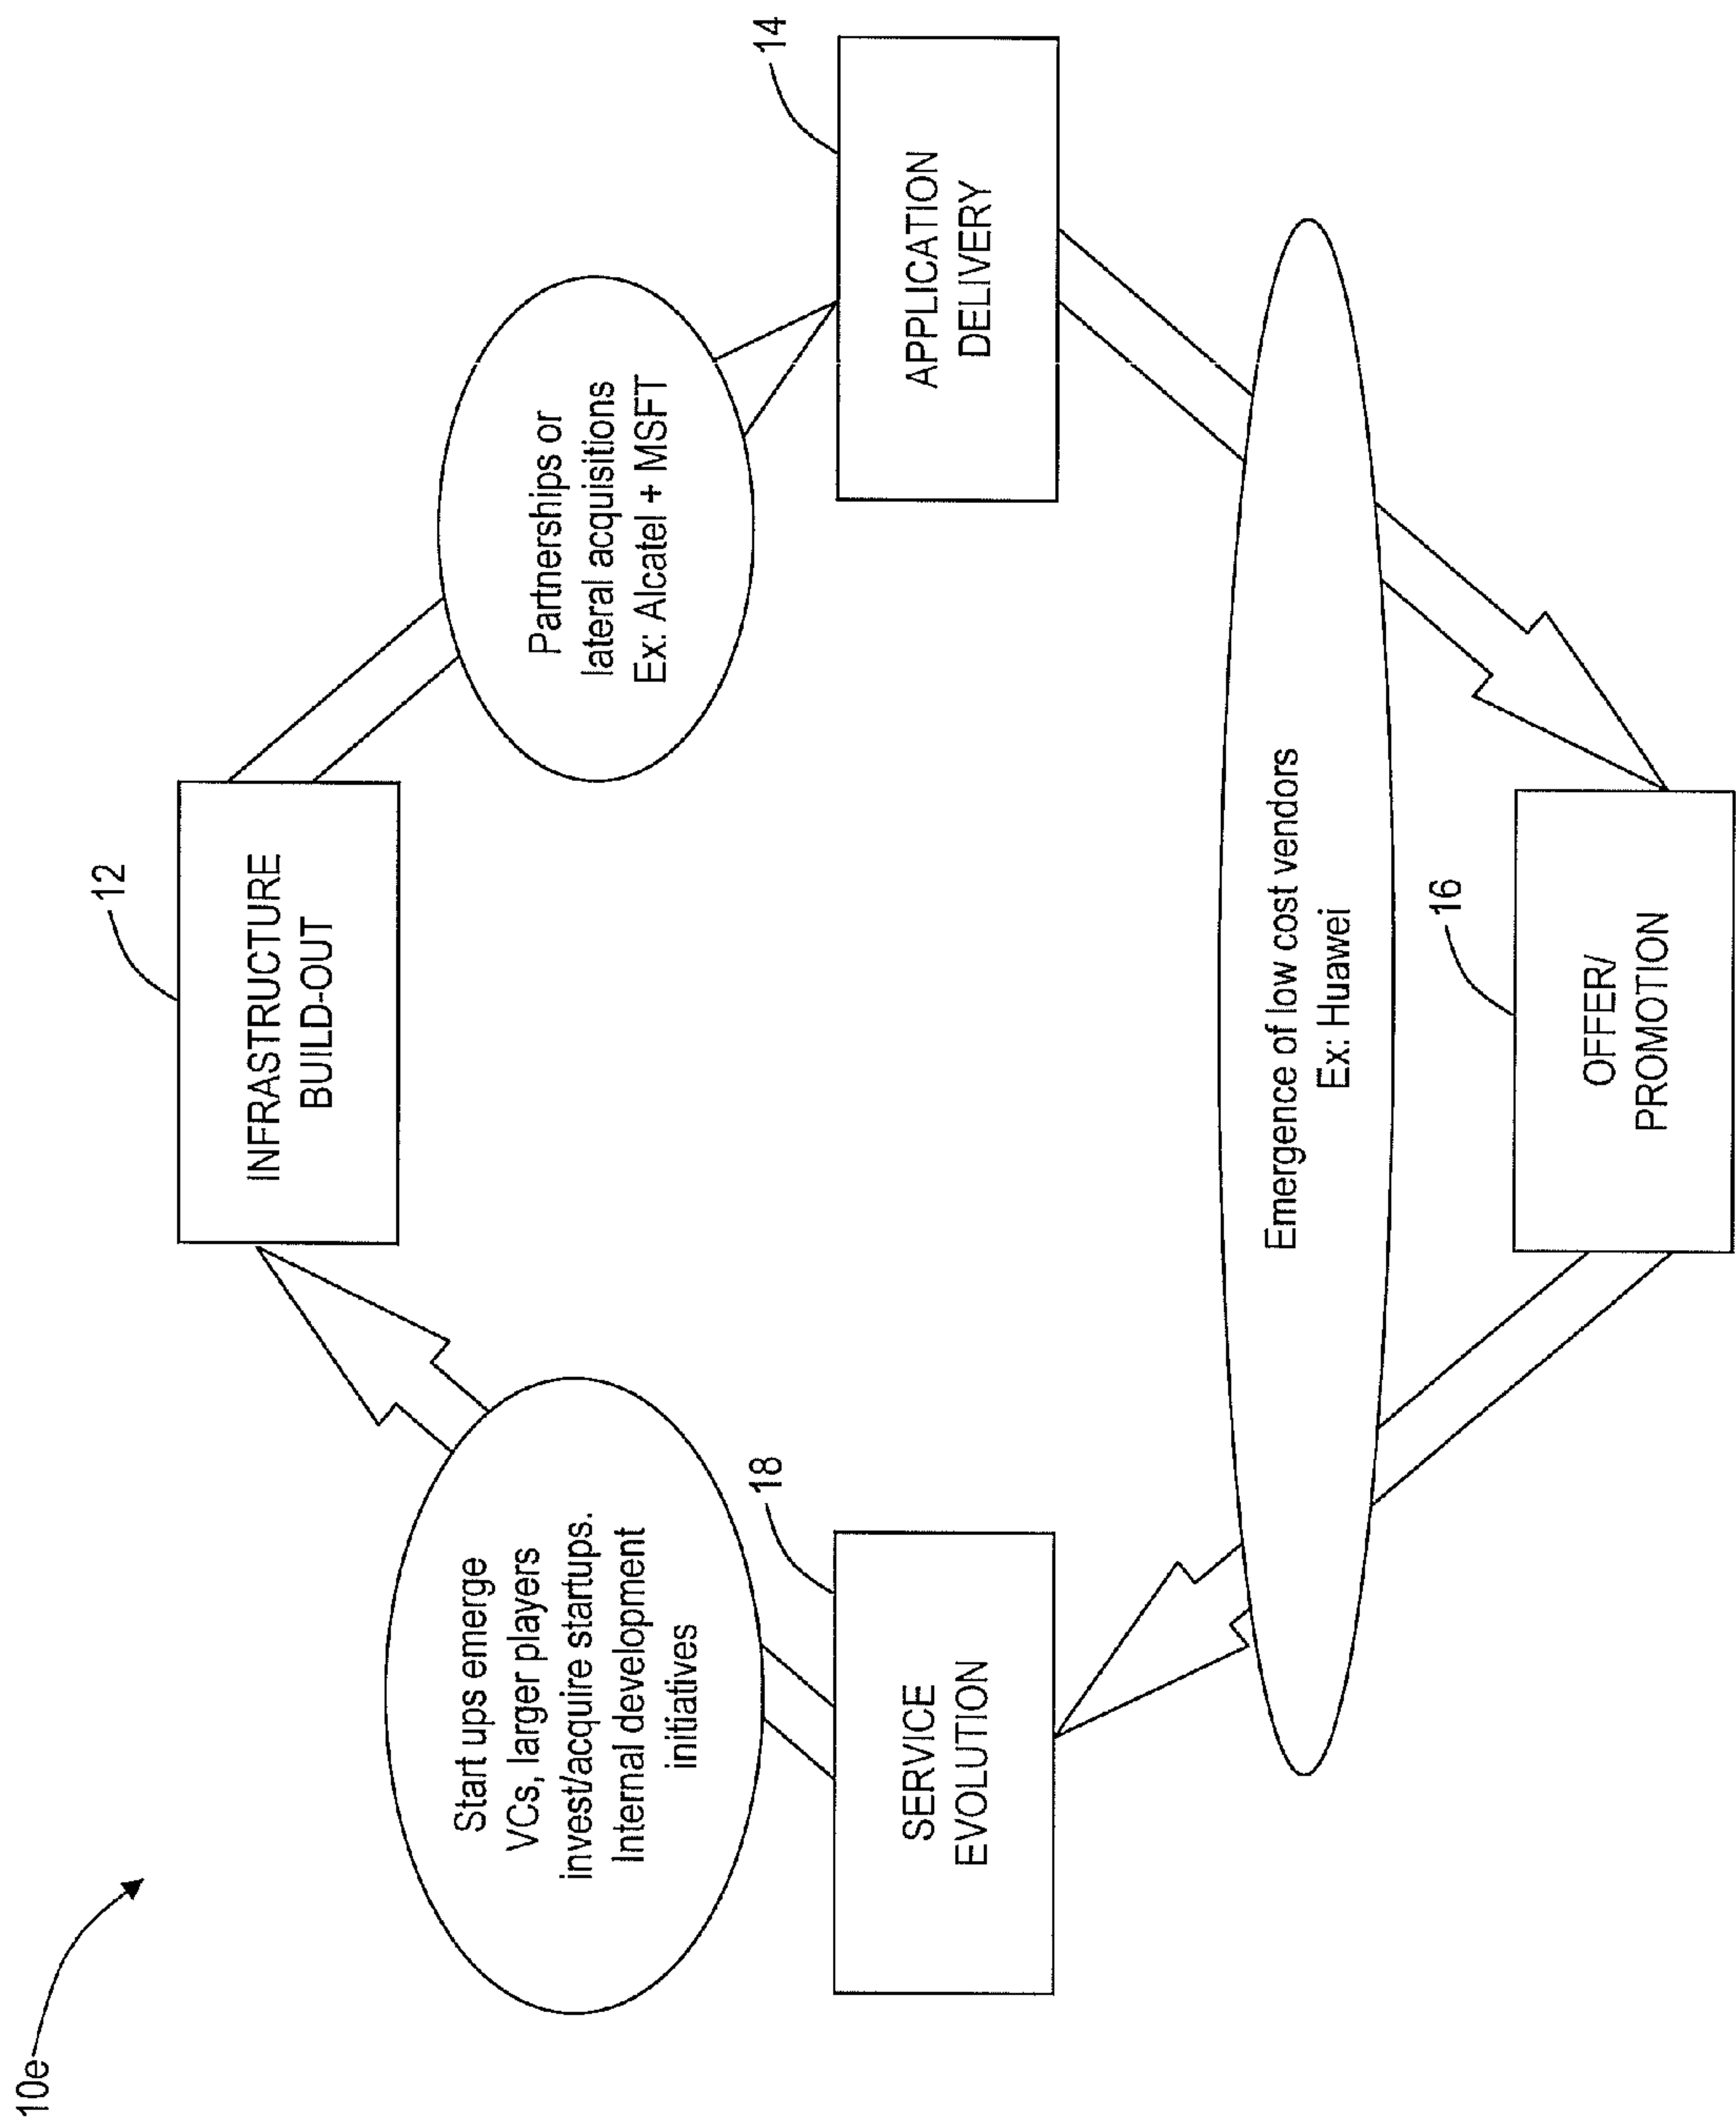 10e
12
INFRASTRUCTURE
BUILD-OUT
Start ups emerge
VCs, larger players
invest/acquire startups.
Internal development
initiatives
Partnerships or
lateral acquisitions
Ex: Alcatel + MSFT
18
SERVICE
EVOLUTION
14
APPLICATION
DELIVERY
Emergence of low cost vendors
Ex: Huawei
16
OFFER/
PROMOTION